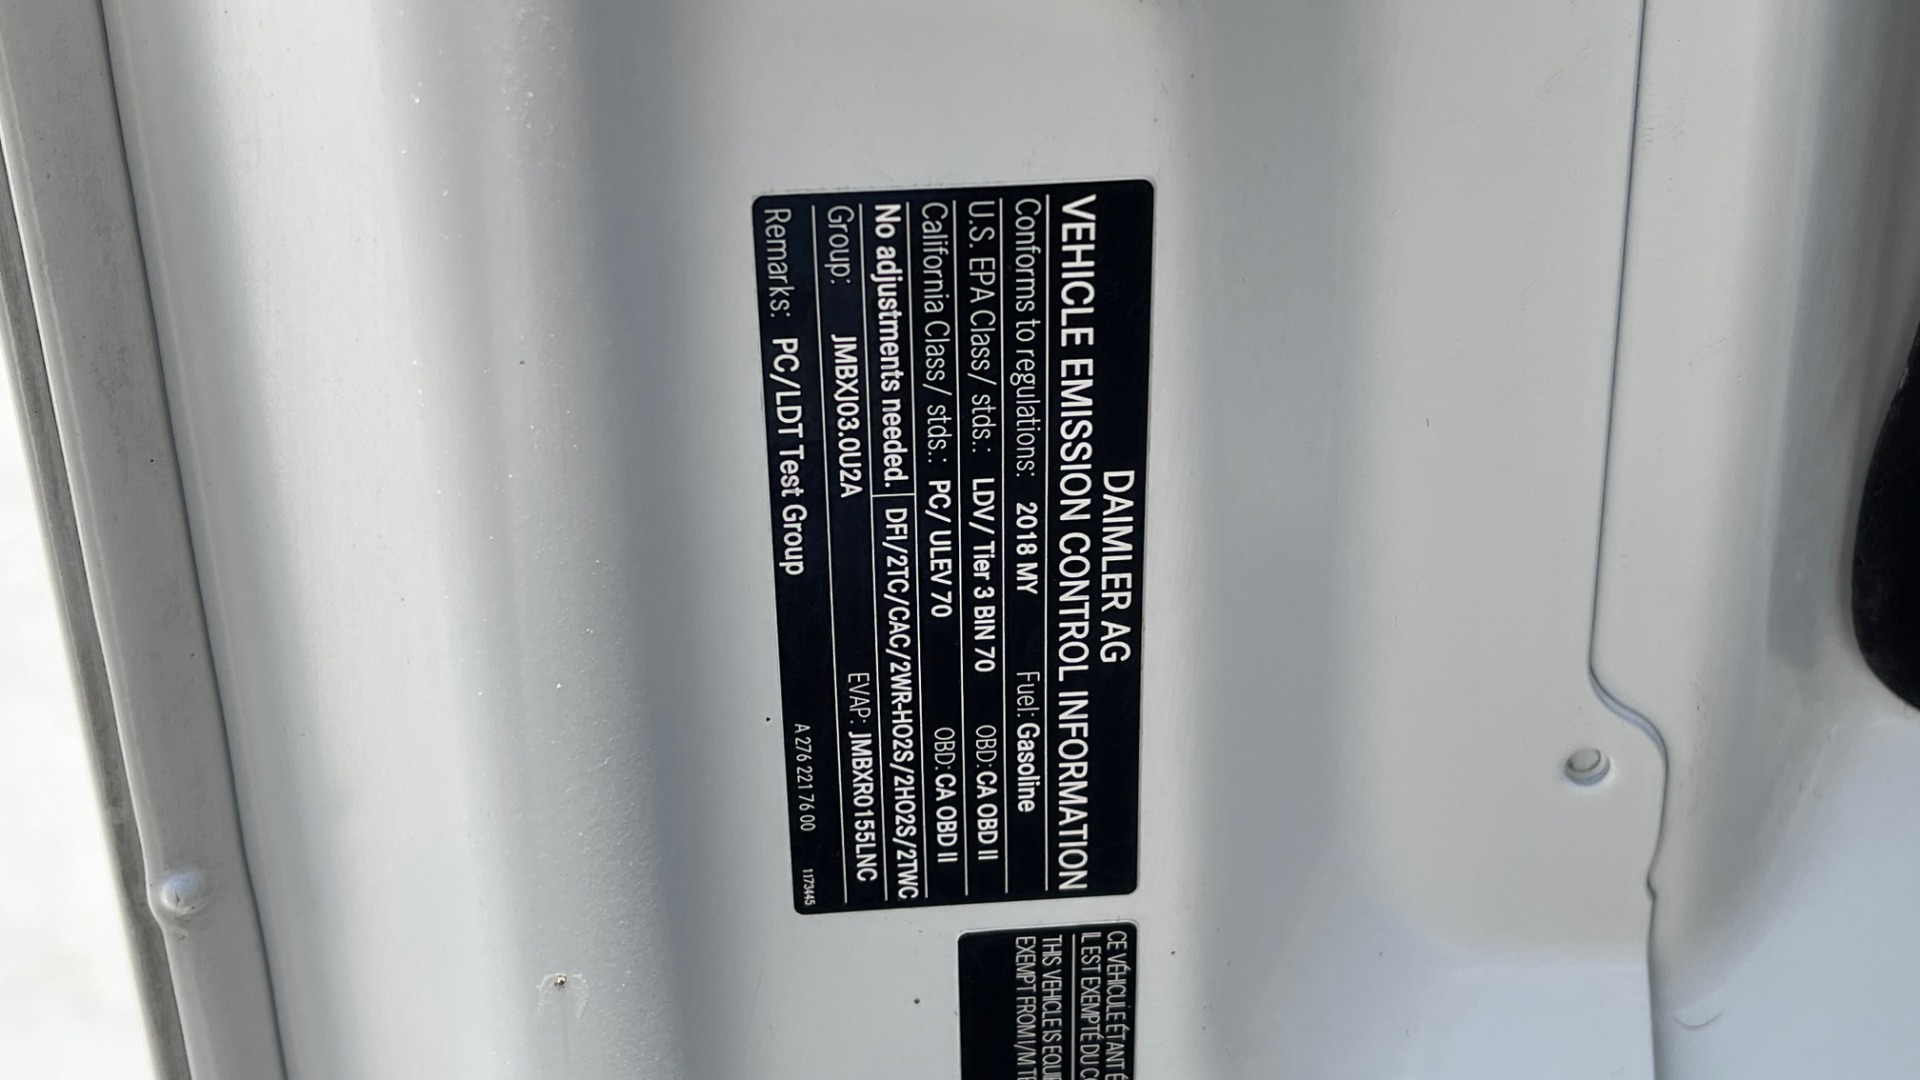 DAIMLER AG
VEHICLE EMISSION CONTROL INFORMATION
Conforms to regulations: 2018 MY Fuel: Gasoline
U.S. EPA Class/ stds.: LDV/ Tier 3 BIN 70 OBD: CA OBD II
California Class/ stds.: PC/ ULEV 70 OBD: CA OBD II
No adjustments needed. DFI/2TC/CAC/2WR-HO2S/2HO2S/2TWC
Group: JMBXJ03.0U2A EVAP: JMBXR0155LNC
Remarks: PC/LDT Test Group
A 276 221 76 00 1173445
CE VÉHICULE ÉTANT
IL EST EXEMPTÉ DU
THIS VEHICLE IS
EXEMPT FROM I/M